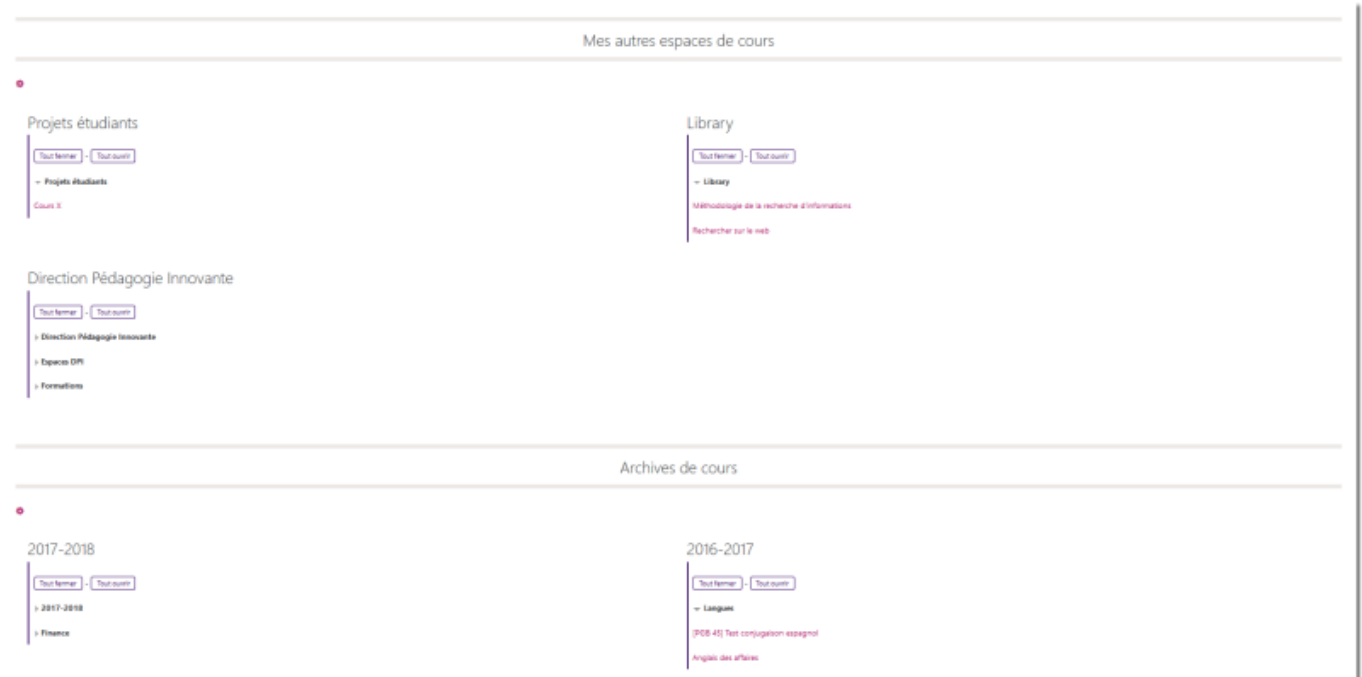 Mes autres espaces de cours
Projets étudiants
Tout fermer - Tout ouvrir
Projets étudiants
Cours X
Library
Tout fermer - Tout ouvrir
Library
Méthodologie de la recherche d'informations
Rechercher sur le web
Direction Pédagogie Innovante
Tout fermer - Tout ouvrir
Direction Pédagogie Innovante
Espaces DPI
Formations
Archives de cours
2017-2018
Tout fermer - Tout ouvrir
2017-2018
Finance
2016-2017
Tout fermer - Tout ouvrir
Langues
Test conjugaison espagnol
Anglais des affaires